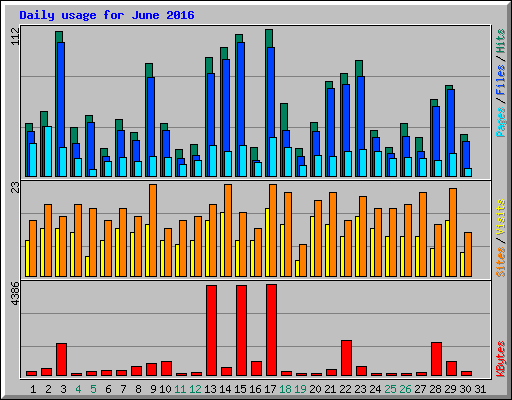 Daily usage for June 2016
112
Pages / Files / Hits
23
Sites / Visits
4386
KBytes
1 2 3 4 5 6 7 8 9 10 11 12 13 14 15 16 17 18 19 20 21 22 23 24 25 26 27 28 29 30 31